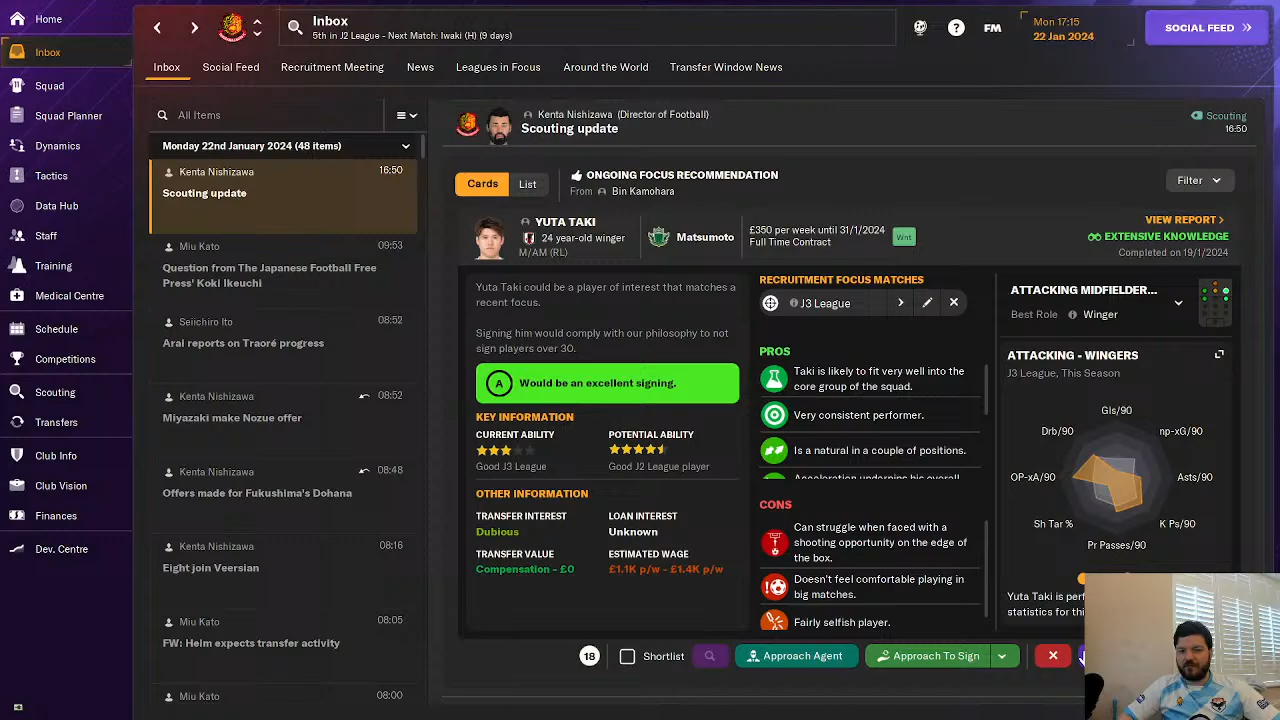 Home
Inbox
5th in J2 League - Next Match: Iwaki (H) (9 days)
FM
Mon 17:15
22 Jan 2024
SOCIAL FEED
Inbox
Inbox
Social Feed
Recruitment Meeting
News
Leagues in Focus
Around the World
Transfer Window News
Squad
Squad Planner
Dynamics
Tactics
Data Hub
Staff
Training
Medical Centre
Schedule
Competitions
Scouting
Transfers
Club Info
Club Vision
Finances
Dev. Centre
All Items
Monday 22nd January 2024 (48 items)
Kenta Nishizawa 16:50
Scouting update
Miu Kato 09:53
Question from The Japanese Football Free
Press' Koki Ikeuchi
Seiichiro Ito 08:52
Arai reports on Traoré progress
Kenta Nishizawa 08:52
Miyazaki make Nozue offer
Kenta Nishizawa 08:48
Offers made for Fukushima's Dohana
Kenta Nishizawa 08:16
Eight join Veersian
Miu Kato 08:05
FW: Helm expects transfer activity
Miu Kato 08:00
Kenta Nishizawa (Director of Football)
Scouting update
Scouting
16:50
Cards
List
ONGOING FOCUS RECOMMENDATION
From Bin Kamohara
Filter
YUTA TAKI
24 year-old winger
M/AM (RL)
Matsumoto
£350 per week until 31/1/2024
Full Time Contract
Wnt
VIEW REPORT >
EXTENSIVE KNOWLEDGE
Completed on 19/1/2024
Yuta Taki could be a player of interest that matches a
recent focus.
Signing him would comply with our philosophy to not
sign players over 30.
A Would be an excellent signing.
KEY INFORMATION
CURRENT ABILITY
Good J3 League
POTENTIAL ABILITY
Good J2 League player
OTHER INFORMATION
TRANSFER INTEREST
Dubious
LOAN INTEREST
Unknown
TRANSFER VALUE
Compensation - £0
ESTIMATED WAGE
£1.1K p/w - £1.4K p/w
RECRUITMENT FOCUS MATCHES
J3 League
PROS
Taki is likely to fit very well into the
core group of the squad.
Very consistent performer.
Is a natural in a couple of positions.
Acceleration underpins his overall
CONS
Can struggle when faced with a
shooting opportunity on the edge of
the box.
Doesn't feel comfortable playing in
big matches.
Fairly selfish player.
ATTACKING MIDFIELDER...
Best Role Winger
ATTACKING - WINGERS
J3 League, This Season
Gls/90
Drb/90
np-xG/90
OP-xA/90
Asts/90
Sh Tar %
K Ps/90
Pr Passes/90
Yuta Taki is
statistics for
18
Shortlist
Approach Agent
Approach To Sign